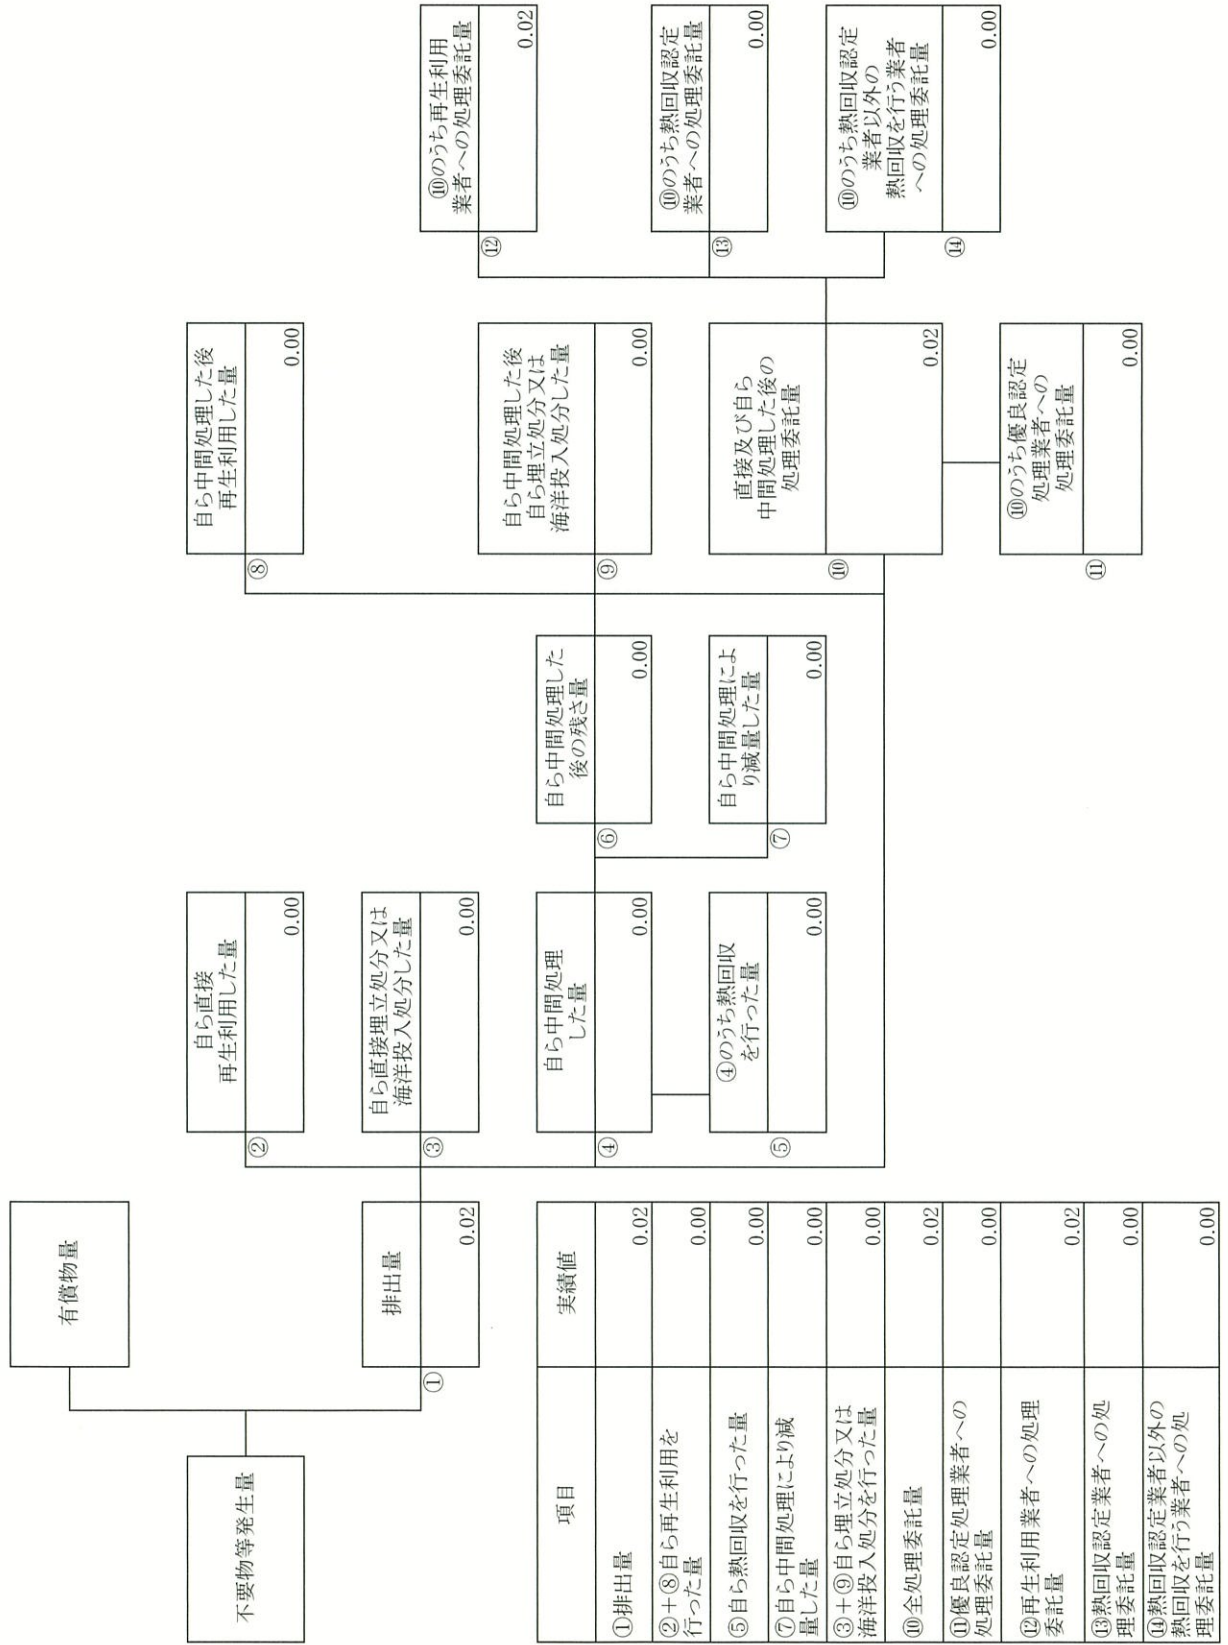 不要物等発生量
有償物量
①
排出量
0.02
②
自ら直接
再生利用した量
0.00
③
自ら直接埋立処分又は
海洋投入処分した量
0.00
④
自ら中間処理
した量
0.00
⑤
④のうち熱回収
を行った量
0.00
⑥
自ら中間処理した
後の残さ量
0.00
⑦
自ら中間処理によ
り減量した量
0.00
⑧
自ら中間処理した後
再生利用した量
0.00
⑨
自ら中間処理した後
自ら埋立処分又は
海洋投入処分した量
0.00
⑩
直接及び自ら
中間処理した後の
処理委託量
0.02
⑪
⑩のうち優良認定
処理業者への
処理委託量
0.00
⑫
⑩のうち再生利用
業者への処理委託量
0.02
⑬
⑩のうち熱回収認定
業者への処理委託量
0.00
⑭
⑩のうち熱回収認定
業者以外の
熱回収を行う業者
への処理委託量
0.00
項目 実績値
①排出量 0.02
②+⑧自ら再生利用を
行った量 0.00
⑤自ら熱回収を行った量 0.00
⑦自ら中間処理により減
量した量 0.00
③+⑨自ら埋立処分又は
海洋投入処分を行った量 0.00
⑩全処理委託量 0.02
⑪優良認定処理業者への
処理委託量 0.00
⑫再生利用業者への処理
委託量 0.02
⑬熱回収認定業者への処
理委託量 0.00
⑭熱回収認定業者以外の
熱回収を行う業者への処
理委託量 0.00